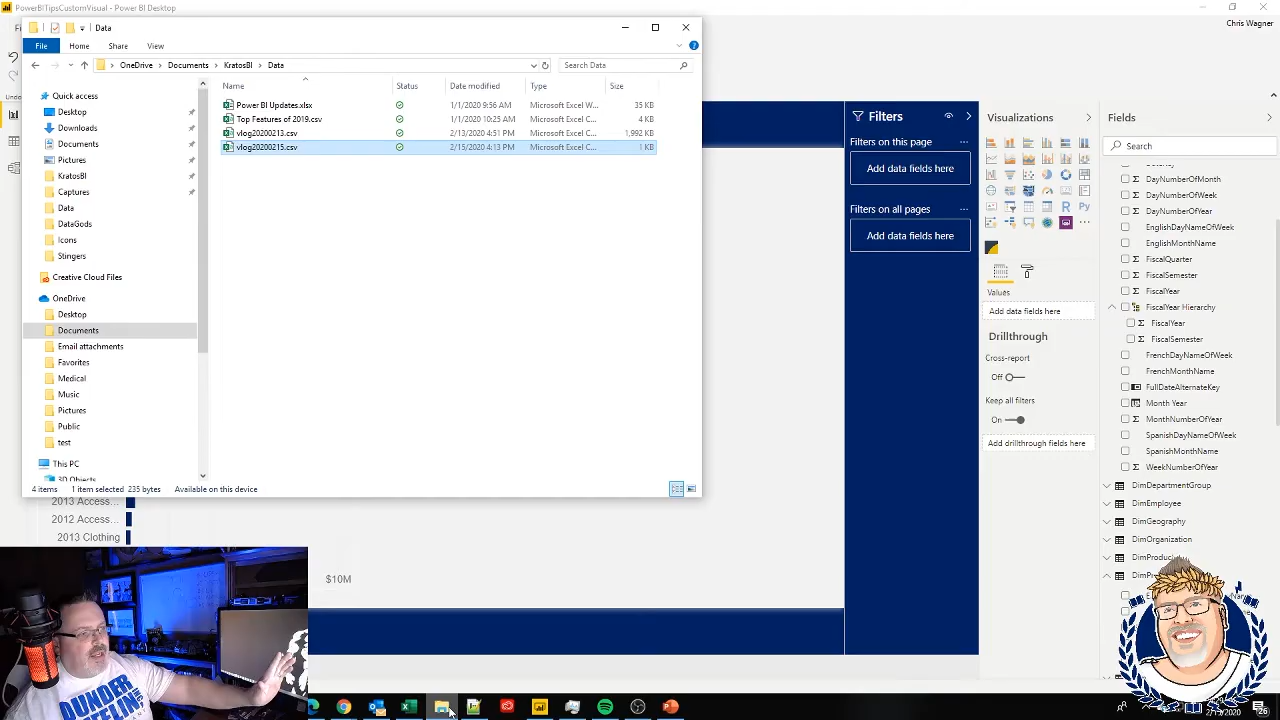 PowerBITipsCustomVisual - Power BI Desktop
Chris Wagner
Data
File Home Share View
OneDrive > Documents > KratosBI > Data
Search Data
Name Status Date modified Type Size
Power BI Updates.xlsx 1/1/2020 9:56 AM Microsoft Excel W... 35 KB
Top Features of 2019.csv 1/1/2020 10:25 AM Microsoft Excel C... 4 KB
vlog20200213.csv 2/13/2020 4:51 PM Microsoft Excel C... 1,992 KB
vlog20200215.csv 2/15/2020 4:13 PM Microsoft Excel C... 1 KB
Quick access
Desktop
Downloads
Documents
Pictures
KratosBI
Captures
Data
DataGods
Icons
Stingers
Creative Cloud Files
OneDrive
Desktop
Documents
Email attachments
Favorites
Medical
Music
Pictures
Public
test
This PC
3D Objects
4 items 1 item selected 235 bytes Available on this device
2013 Access...
2012 Access...
2013 Clothing
$10M
Filters
Filters on this page ...
Add data fields here
Filters on all pages ...
Add data fields here
Visualizations
R Py
...
Values
Add data fields here
Drillthrough
Cross-report
Off
Keep all filters
On
Add drillthrough fields here
Fields
Search
DayNumberOfMonth
DayNumberOfWeek
DayNumberOfYear
EnglishDayNameOfWeek
EnglishMonthName
FiscalQuarter
FiscalSemester
FiscalYear
FiscalYear Hierarchy
FiscalYear
FiscalSemester
FrenchDayNameOfWeek
FrenchMonthName
FullDateAlternateKey
Month Year
MonthNumberOfYear
SpanishDayNameOfWeek
SpanishMonthName
WeekNumberOfYear
DimDepartmentGroup
DimEmployee
DimGeography
DimOrganization
DUNDER